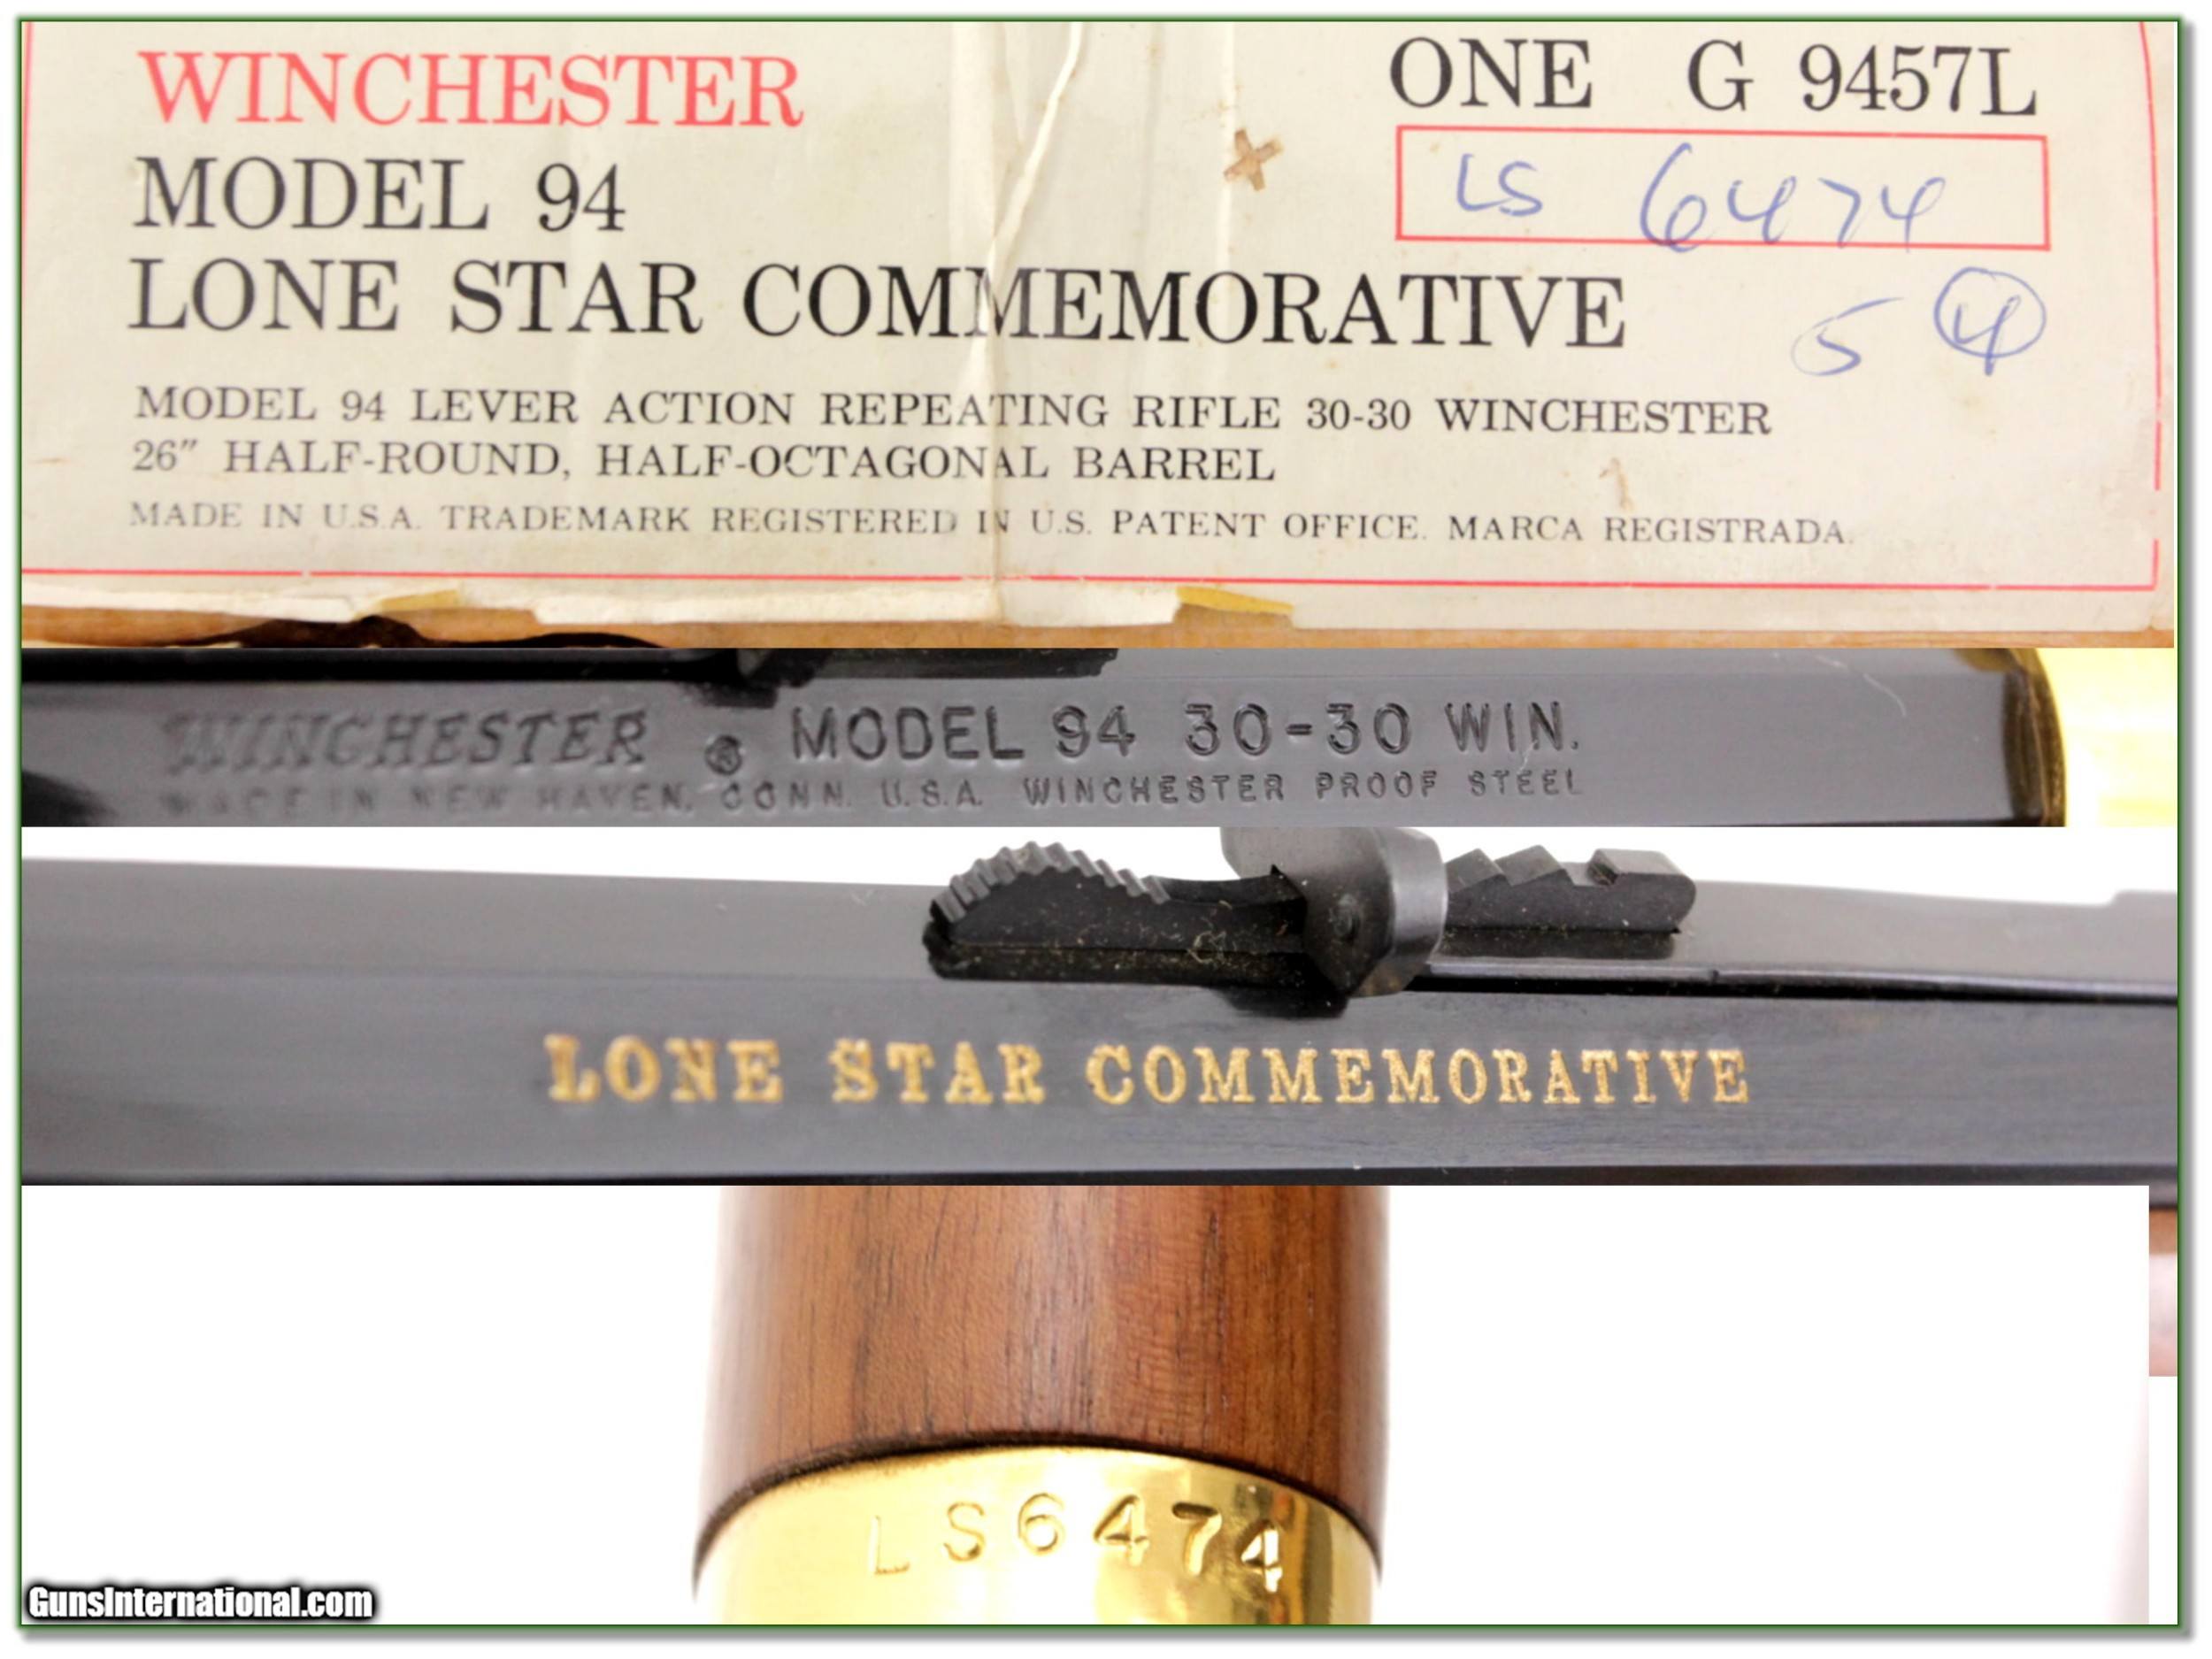 WINCHESTER
ONE G 9457L
MODEL 94
LS 6474
LONE STAR COMMEMORATIVE
5 4
MODEL 94 LEVER ACTION REPEATING RIFLE 30-30 WINCHESTER
26" HALF-ROUND, HALF-OCTAGONAL BARREL
MADE IN U.S.A. TRADEMARK REGISTERED IN U.S. PATENT OFFICE. MARCA REGISTRADA.
WINCHESTER ® MODEL 94 30-30 WIN.
MADE IN NEW HAVEN, CONN. U.S.A. WINCHESTER PROOF STEEL
LONE STAR COMMEMORATIVE
LS6474
GunsInternational.com